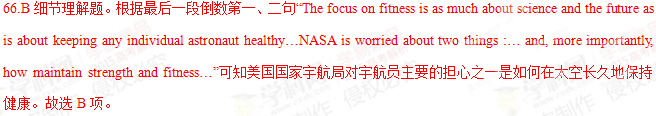 66.B 细节理解题。根据最后一段倒数第一、二句“The focus on fitness is as much about science and the future as
is about keeping any individual astronaut healthy…NASA is worried about two things :… and, more importantly,
how maintain strength and fitness…”可知美国国家宇航局对宇航员主要的担心之一是如何在太空长久地保持
健康。故选 B 项。